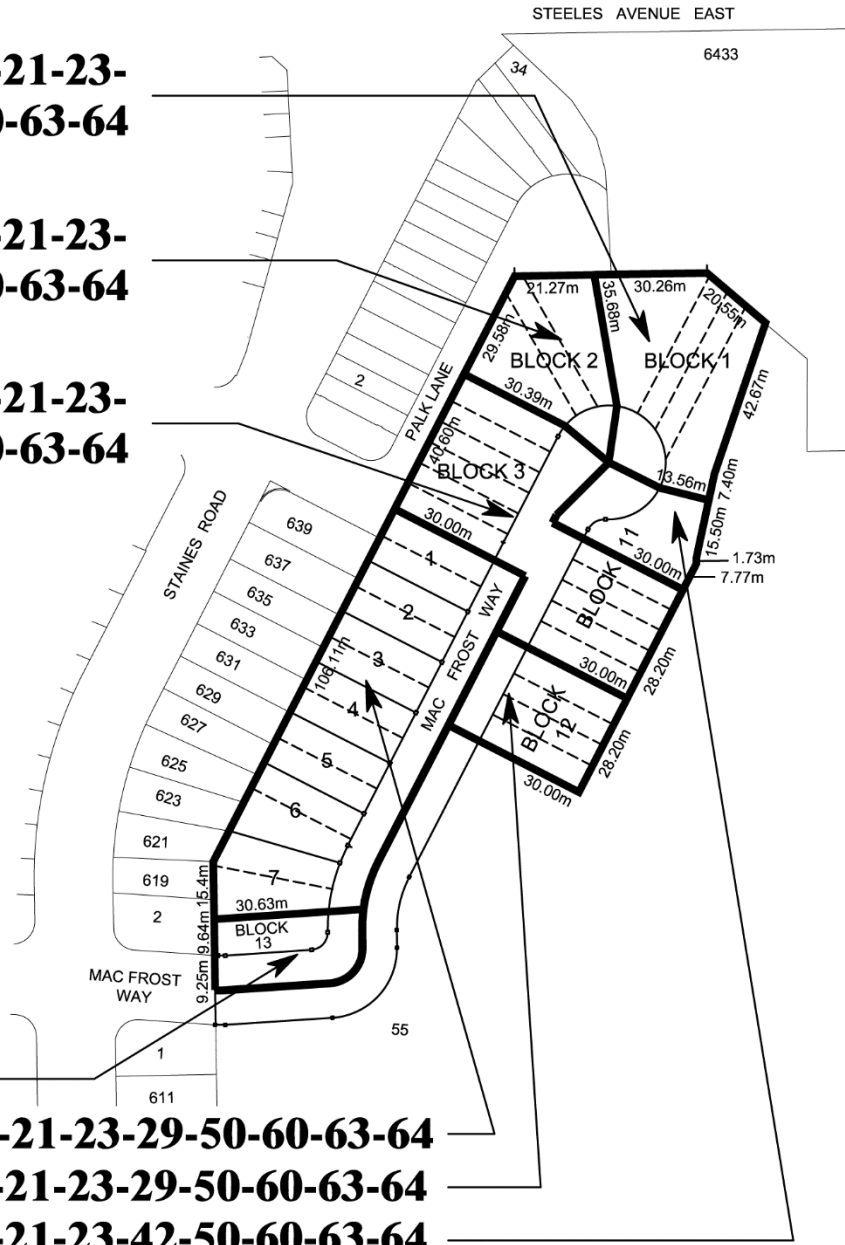 STEELES AVENUE EAST
6433
34
-21-23-
0-63-64
-21-23-
0-63-64
21.27m
30.26m
20.55m
35.68m
29.58m
BLOCK 2
BLOCK 1
42.67m
2
PALK LANE
30.39m
-21-23-
0-63-64
40.60m
BLOCK 3
13.56m
7.40m
30.00m
15.50m
1.73m
7.77m
STAINES ROAD
639
637
635
633
631
629
627
625
623
621
619
2
1
2
3
4
5
6
7
106.11m
MAC FROST WAY
BLOCK
11
30.00m
30.00m
28.20m
BLOCK
12
28.20m
30.00m
15.4m
30.63m
9.64m
BLOCK
13
9.25m
MAC FROST
WAY
55
1
611
-21-23-29-50-60-63-64
-21-23-29-50-60-63-64
-21-23-42-50-60-63-64